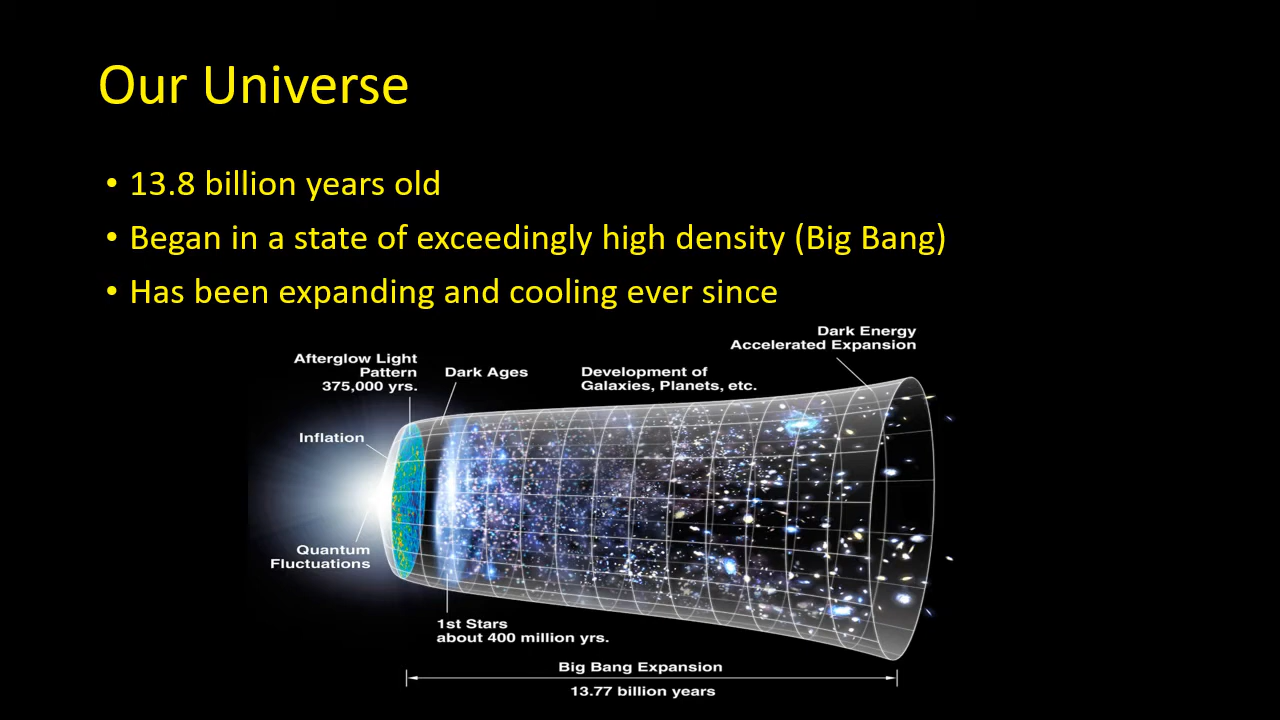 Our Universe
• 13.8 billion years old
• Began in a state of exceedingly high density (Big Bang)
• Has been expanding and cooling ever since
Dark Energy
Accelerated Expansion
Afterglow Light
Pattern
375,000 yrs.
Dark Ages
Development of
Galaxies, Planets, etc.
Inflation
Quantum
Fluctuations
1st Stars
about 400 million yrs.
Big Bang Expansion
13.77 billion years